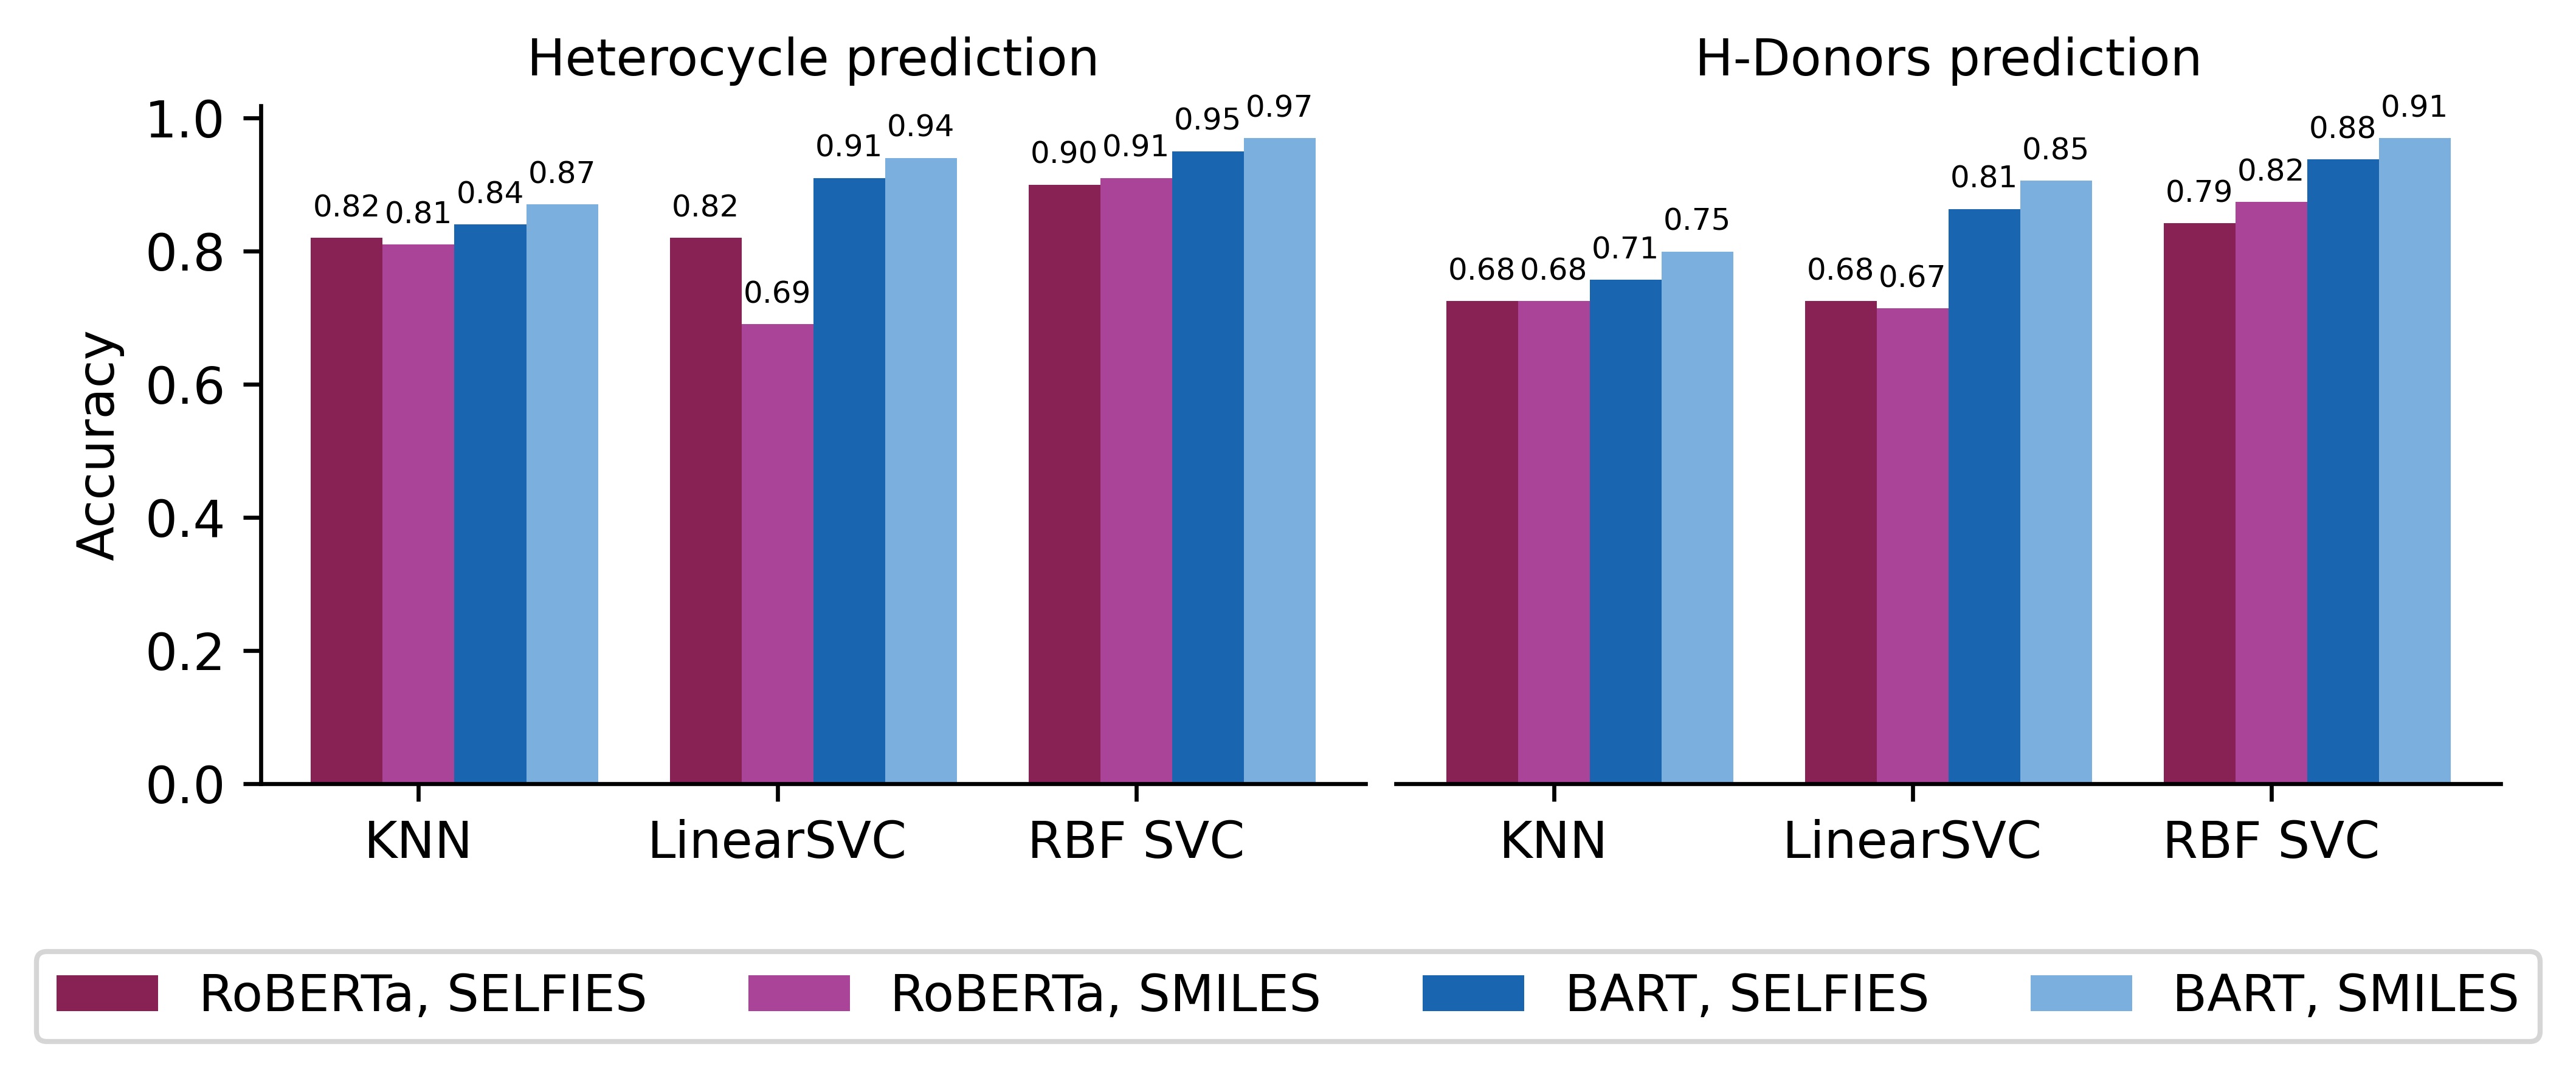 Heterocycle prediction
H-Donors prediction
Accuracy
1.0
0.8
0.6
0.4
0.2
0.0
0.82 0.81 0.84 0.87
0.82 0.69 0.91 0.94
0.90 0.91 0.95 0.97
0.68 0.68 0.71 0.75
0.68 0.67 0.81 0.85
0.79 0.82 0.88 0.91
KNN LinearSVC RBF SVC
KNN LinearSVC RBF SVC
RoBERTa, SELFIES RoBERTa, SMILES BART, SELFIES BART, SMILES